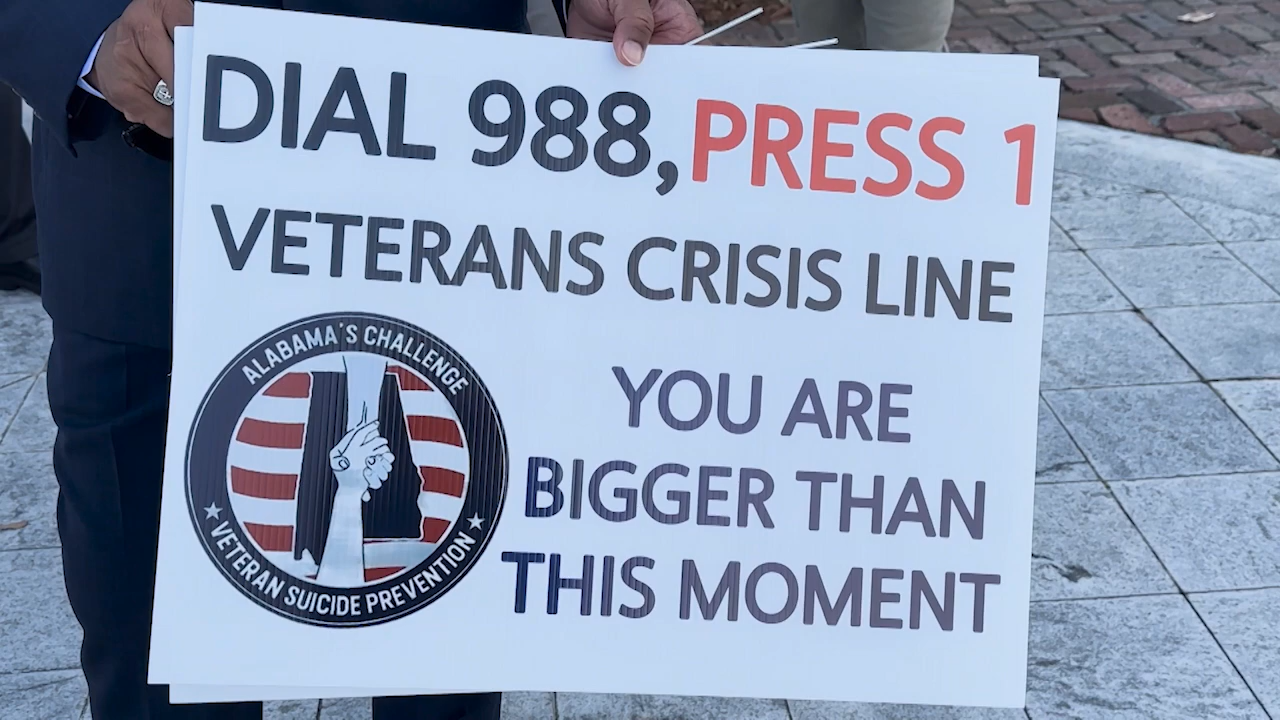 DIAL 988, PRESS 1
VETERANS CRISIS LINE
ALABAMA'S CHALLENGE
VETERAN SUICIDE PREVENTION
YOU ARE
BIGGER THAN
THIS MOMENT